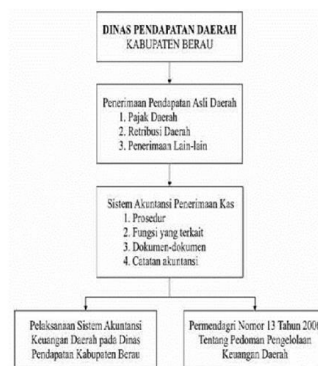 DINAS PENDAPATAN DAERAH
KABUPATEN BERAU
Penerimaan Pendapatan Asli Daerah
1. Pajak Daerah
2. Retribusi Daerah
3. Penerimaan Lain-lain
Sistem Akuntansi Penerimaan Kas
1. Prosedur
2. Fungsi yang terkait
3. Dokumen-dokumen
4. Catatan akuntansi
Pelaksanaan Sistem Akuntansi
Keuangan Daerah pada Dinas
Pendapatan Kabupaten Berau
Permendagri Nomor 13 Tahun 2006
Tentang Pedoman Pengelolaan
Keuangan Daerah